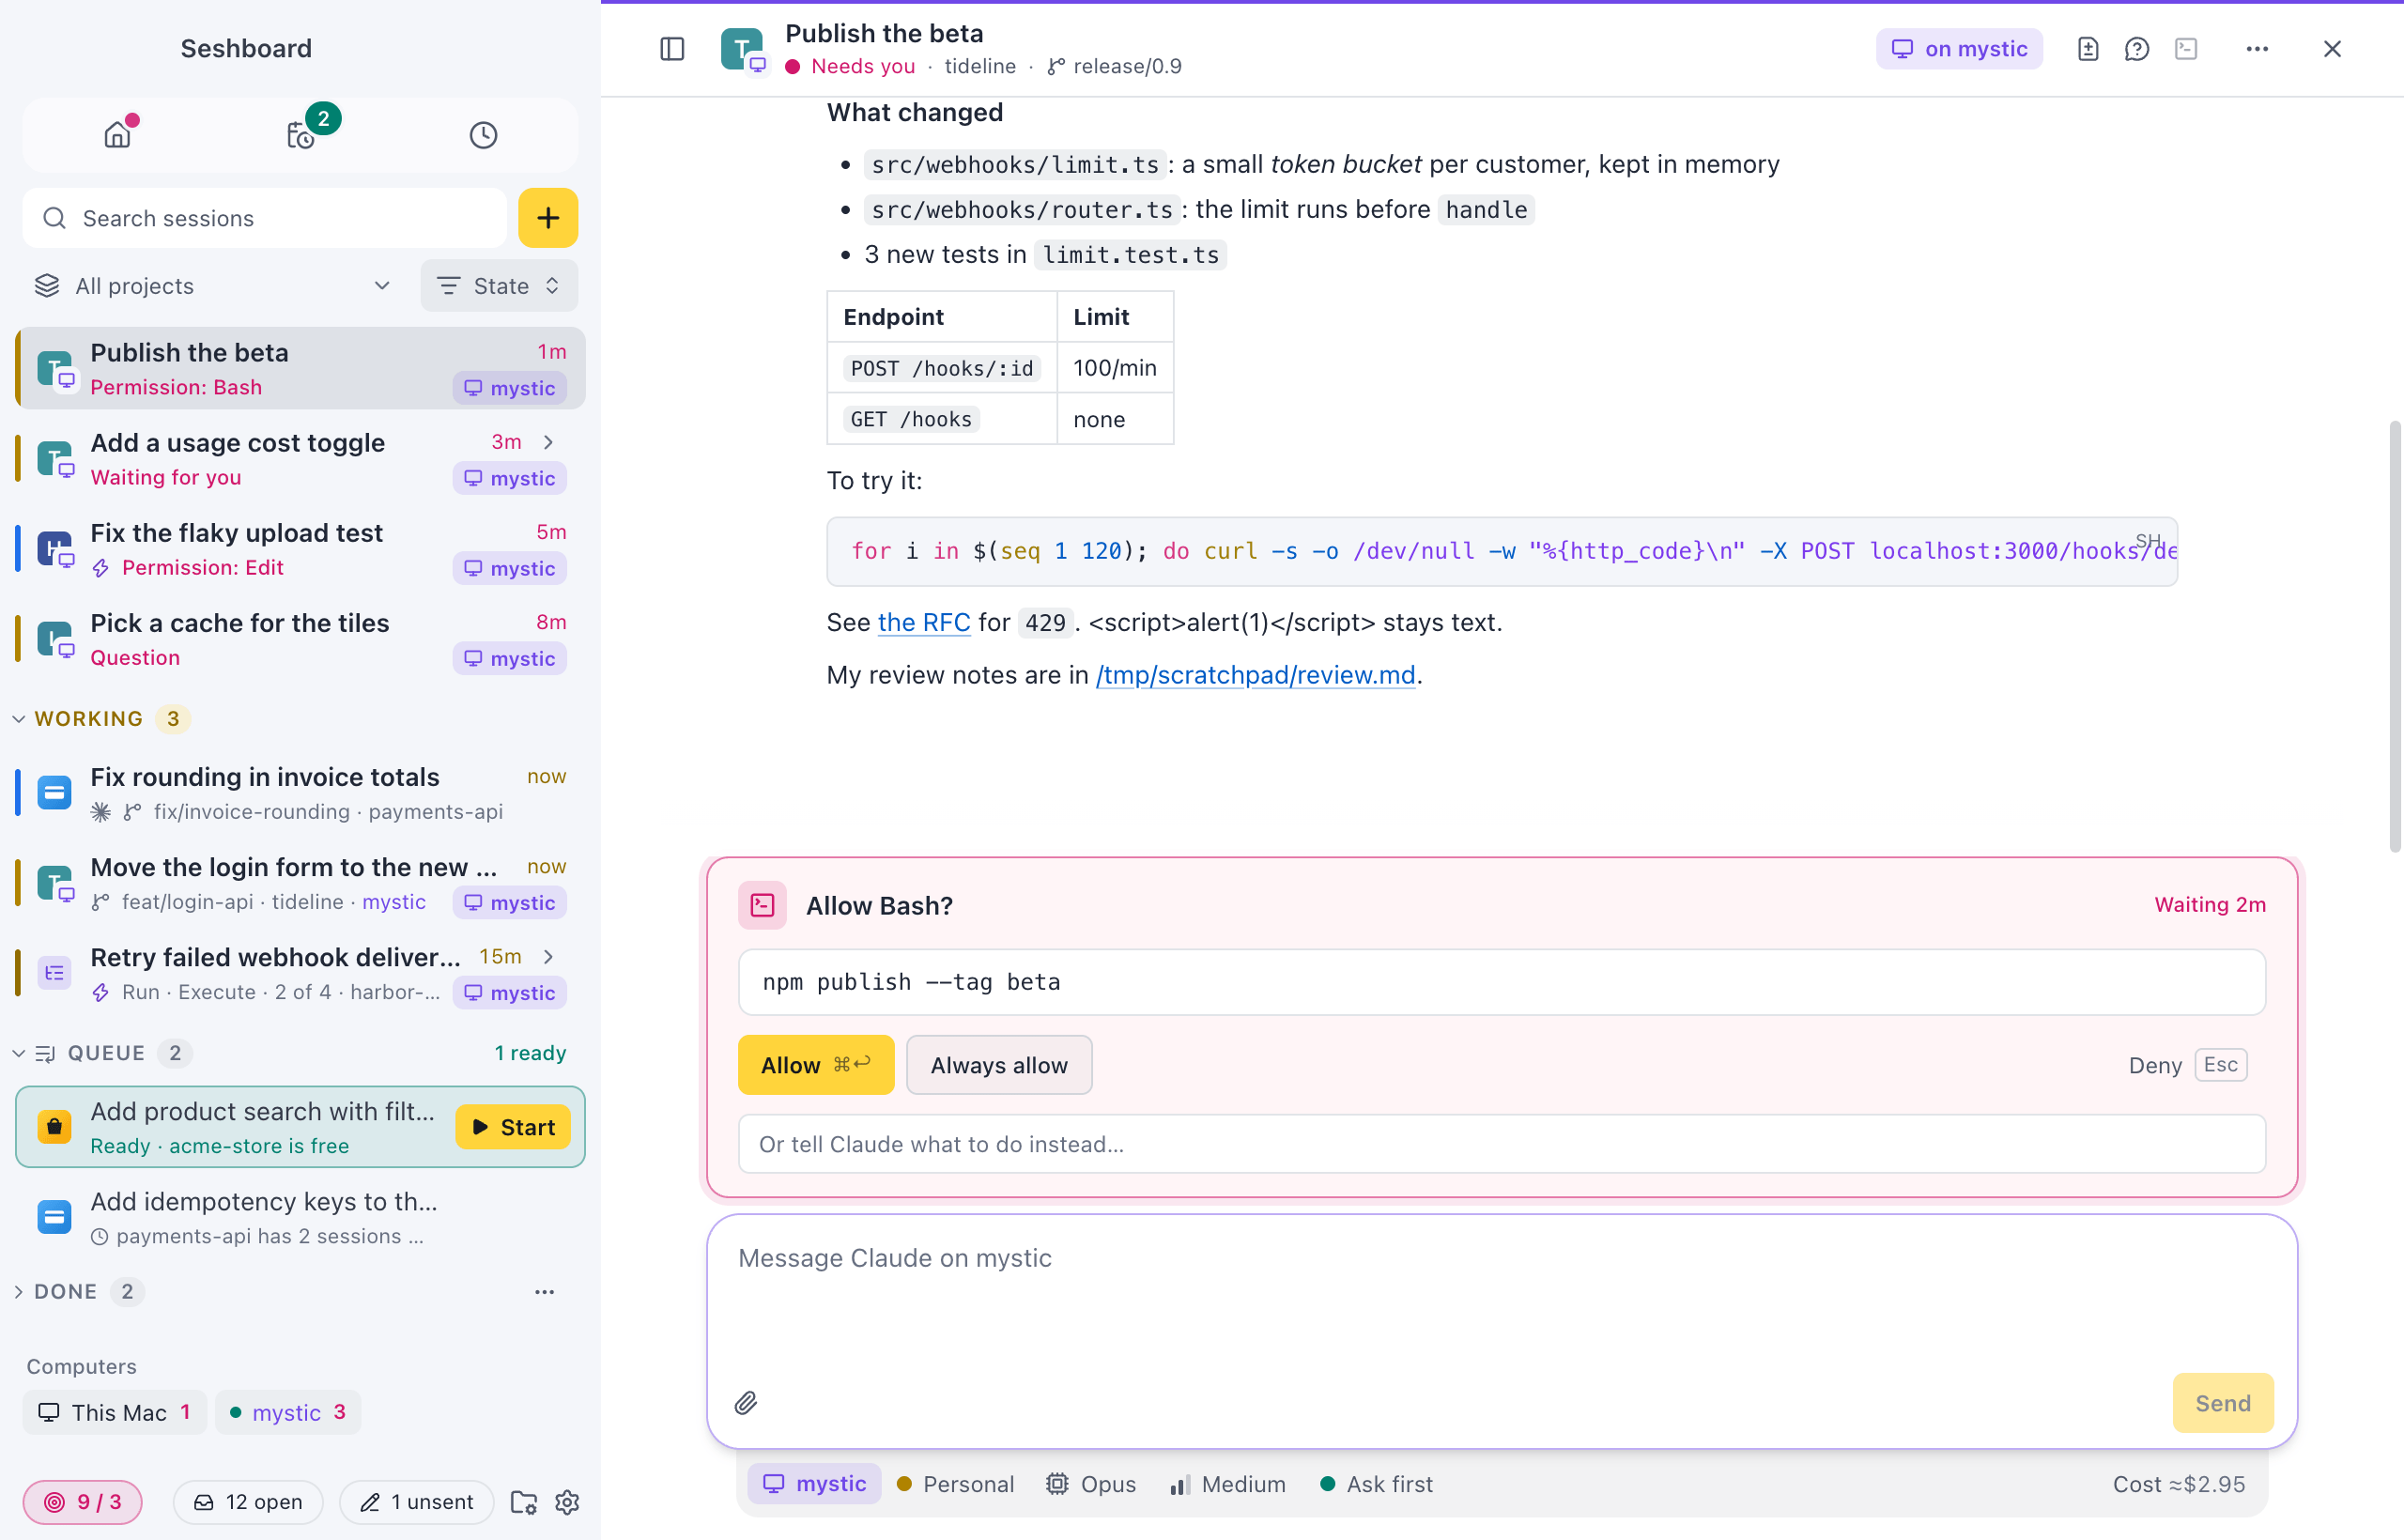 Seshboard
2
Search sessions
All projects
State
Publish the beta 1m
Permission: Bash mystic
Add a usage cost toggle 3m
Waiting for you mystic
Fix the flaky upload test 5m
Permission: Edit mystic
Pick a cache for the tiles 8m
Question mystic
WORKING 3
Fix rounding in invoice totals now
fix/invoice-rounding · payments-api
Move the login form to the new ... now
feat/login-api · tideline · mystic mystic
Retry failed webhook deliver... 15m
Run · Execute · 2 of 4 · harbor-... mystic
QUEUE 2 1 ready
Add product search with filt... Start
Ready · acme-store is free
Add idempotency keys to th...
payments-api has 2 sessions ...
DONE 2
Computers
This Mac 1 mystic 3
9 / 3 12 open 1 unsent
T Publish the beta
Needs you · tideline · release/0.9
on mystic
What changed
• src/webhooks/limit.ts: a small token bucket per customer, kept in memory
• src/webhooks/router.ts: the limit runs before handle
• 3 new tests in limit.test.ts
Endpoint Limit
POST /hooks/:id 100/min
GET /hooks none
To try it:
SH
for i in $(seq 1 120); do curl -s -o /dev/null -w "%{http_code}\n" -X POST localhost:3000/hooks/de
See the RFC for 429. <script>alert(1)</script> stays text.
My review notes are in /tmp/scratchpad/review.md.
Allow Bash? Waiting 2m
npm publish --tag beta
Allow ⌘↩ Always allow Deny Esc
Or tell Claude what to do instead...
Message Claude on mystic
Send
mystic Personal Opus Medium Ask first Cost ≈$2.95